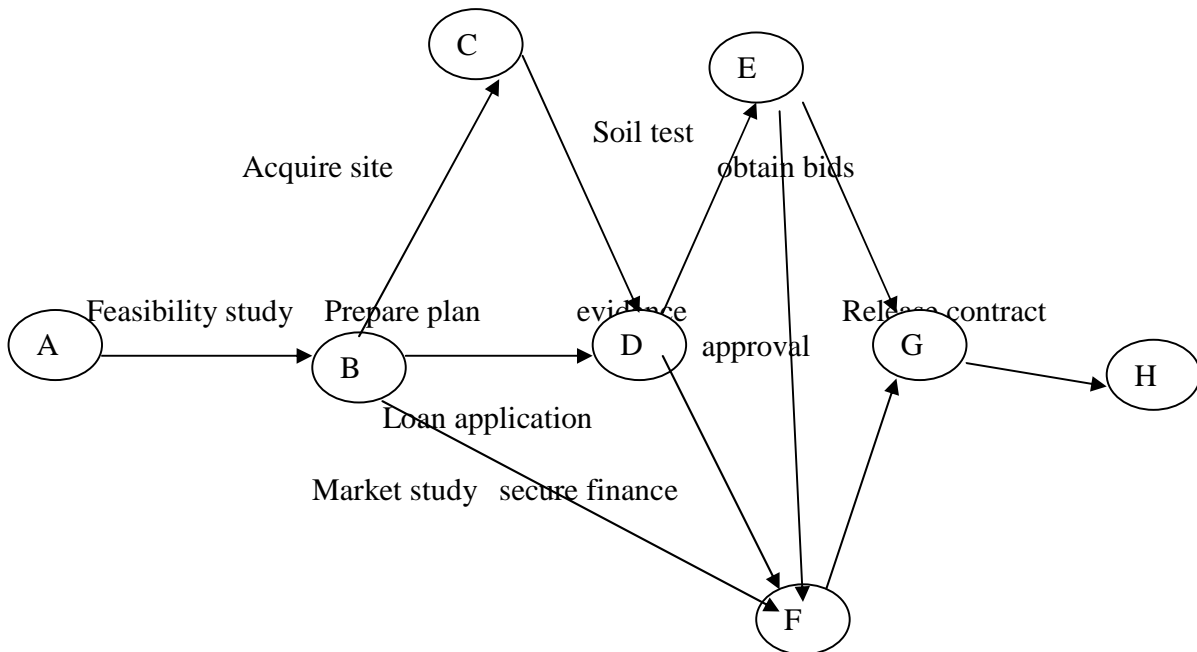 C
E
Soil test
Acquire site obtain bids
Feasibility study Prepare plan evidence Release contract
A B D approval G H
Loan application
Market study secure finance
F